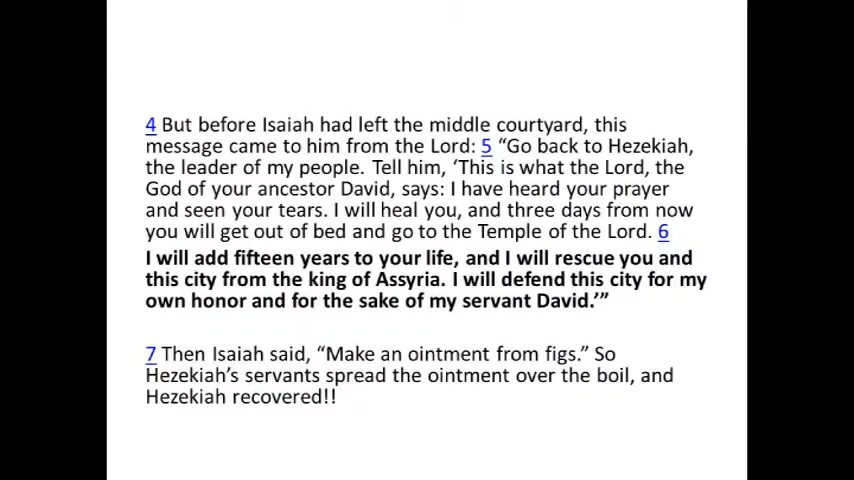 4 But before Isaiah had left the middle courtyard, this
message came to him from the Lord: 5 “Go back to Hezekiah,
the leader of my people. Tell him, ‘This is what the Lord, the
God of your ancestor David, says: I have heard your prayer
and seen your tears. I will heal you, and three days from now
you will get out of bed and go to the Temple of the Lord. 6
I will add fifteen years to your life, and I will rescue you and
this city from the king of Assyria. I will defend this city for my
own honor and for the sake of my servant David.’”
7 Then Isaiah said, “Make an ointment from figs.” So
Hezekiah’s servants spread the ointment over the boil, and
Hezekiah recovered!!